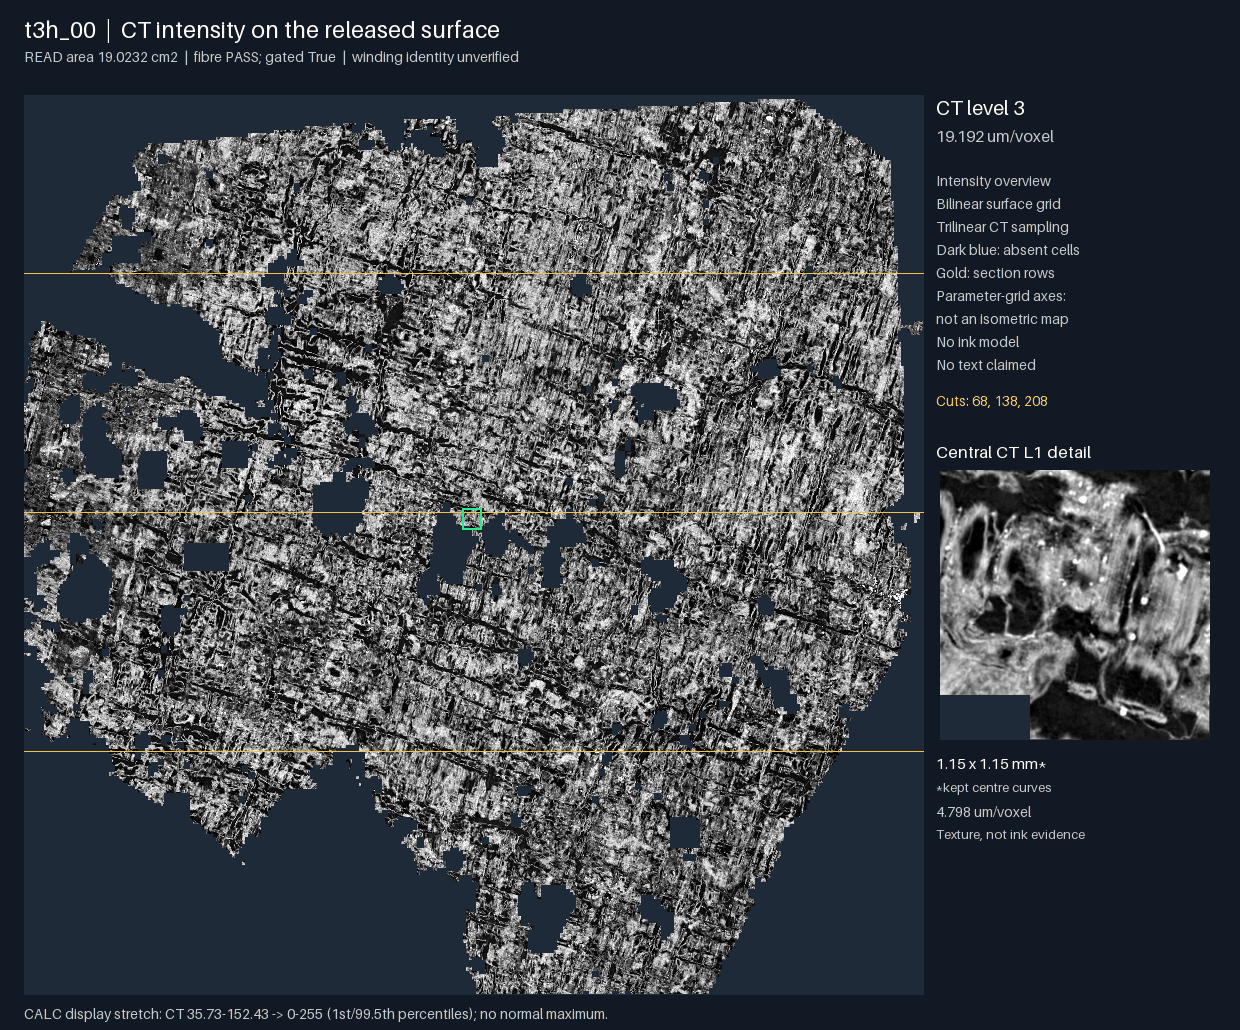 t3h_00 | CT intensity on the released surface
READ area 19.0232 cm2 | fibre PASS; gated True | winding identity unverified
CT level 3
19.192 um/voxel
Intensity overview
Bilinear surface grid
Trilinear CT sampling
Dark blue: absent cells
Gold: section rows
Parameter-grid axes:
not an isometric map
No ink model
No text claimed
Cuts: 68, 138, 208
Central CT L1 detail
1.15 x 1.15 mm*
*kept centre curves
4.798 um/voxel
Texture, not ink evidence
CALC display stretch: CT 35.73-152.43 -> 0-255 (1st/99.5th percentiles); no normal maximum.